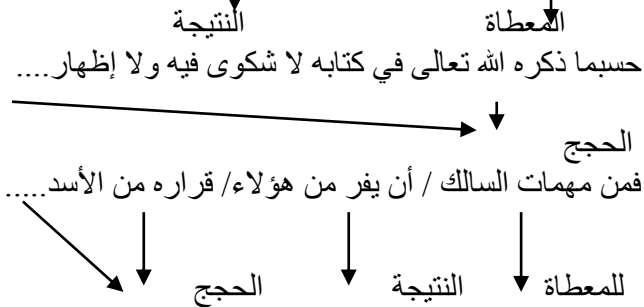 المعطاة النتيجة
حسبما ذكره الله تعالى في كتابه لا شكوى فيه ولا إظهار....
الحجج
فمن مهمات السالك / أن يفر من هؤلاء/ قراره من الأسد.....
للمعطاة النتيجة الحجج